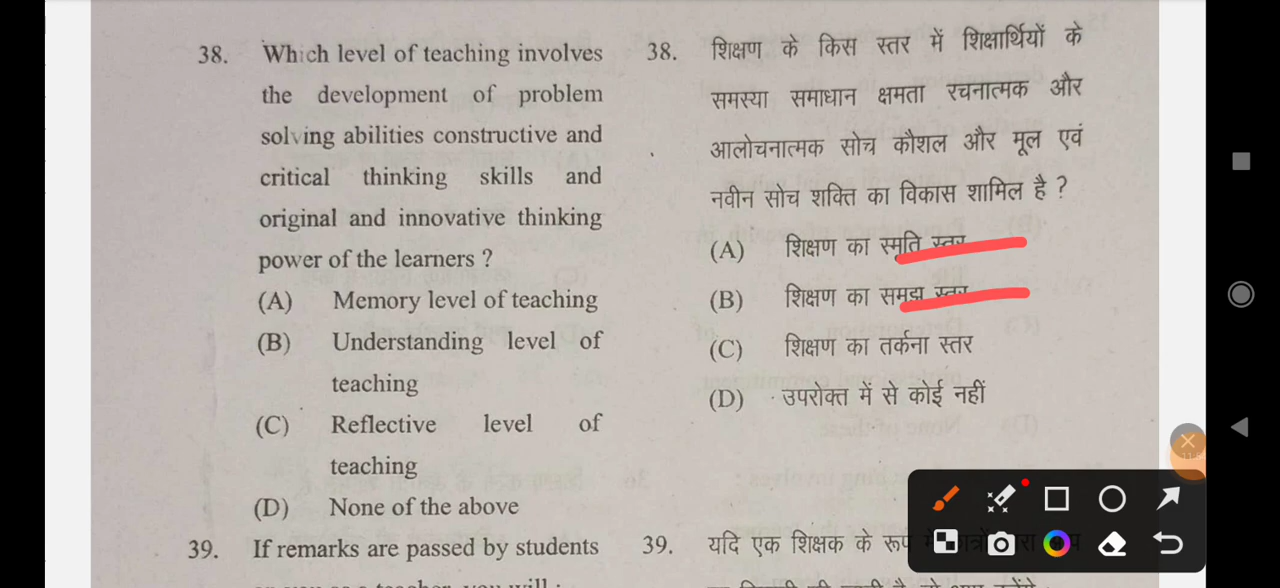 38. Which level of teaching involves
the development of problem
solving abilities constructive and
critical thinking skills and
original and innovative thinking
power of the learners ?
(A) Memory level of teaching
(B) Understanding level of
teaching
(C) Reflective level of
teaching
(D) None of the above
39. If remarks are passed by students
38. शिक्षण के किस स्तर में शिक्षार्थियों के
समस्या समाधान क्षमता रचनात्मक और
आलोचनात्मक सोच कौशल और मूल एवं
नवीन सोच शक्ति का विकास शामिल है ?
(A) शिक्षण का स्मृति स्तर
(B) शिक्षण का समझ स्तर
(C) शिक्षण का तर्कना स्तर
(D) उपरोक्त में से कोई नहीं
39. यदि एक शिक्षक के रूप